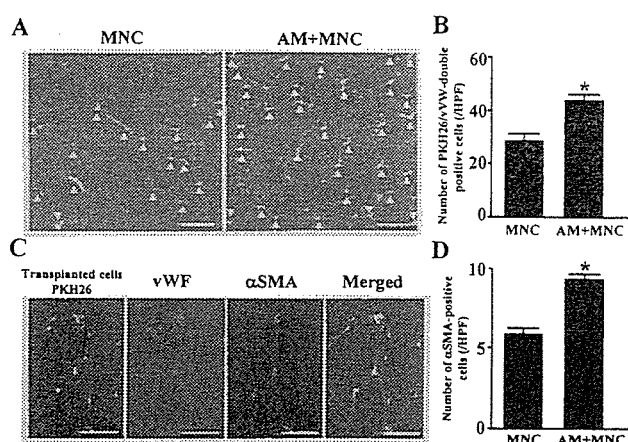 A
MNC
AM+MNC
B
Number of PKH26/vVW-double
positive cells (/HPF)
60
40
20
0
*
MNC
AM+MNC
C
Transplanted cells
PKH26
vWF
αSMA
Merged
D
Number of αSMA-positive
cells (/HPF)
10
5
0
*
MNC
AM+MNC